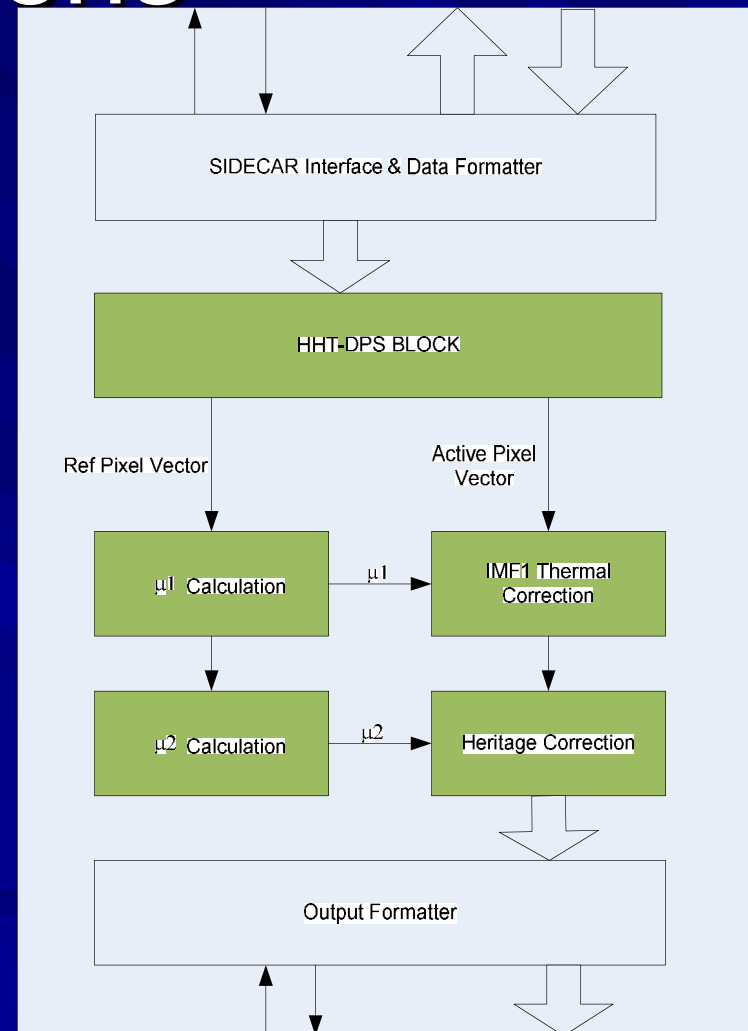 SIDECAR Interface & Data Formatter
HHT-DPS BLOCK
Ref Pixel Vector
Active Pixel
Vector
μ1 Calculation
μ1
IMF1 Thermal
Correction
μ2 Calculation
μ2
Heritage Correction
Output Formatter